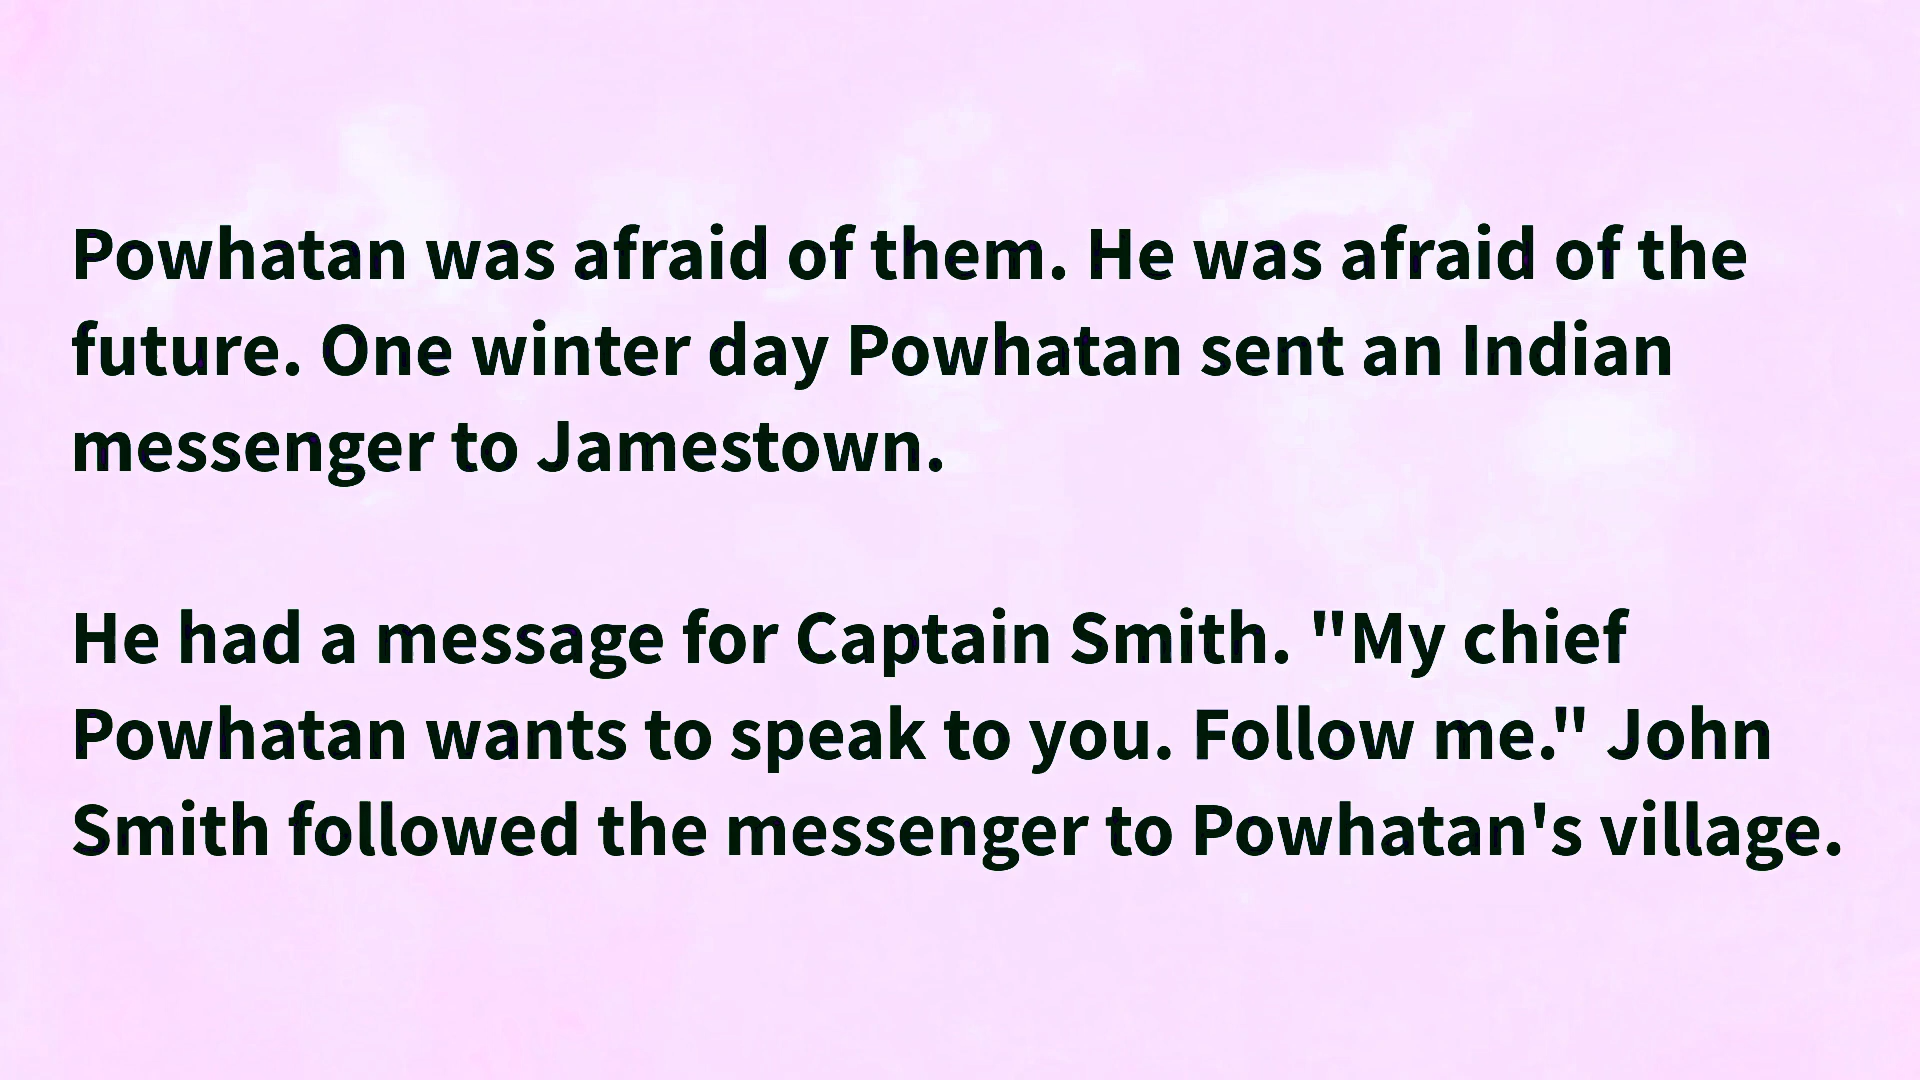 Powhatan was afraid of them. He was afraid of the
future. One winter day Powhatan sent an Indian
messenger to Jamestown.
He had a message for Captain Smith. "My chief
Powhatan wants to speak to you. Follow me." John
Smith followed the messenger to Powhatan's village.